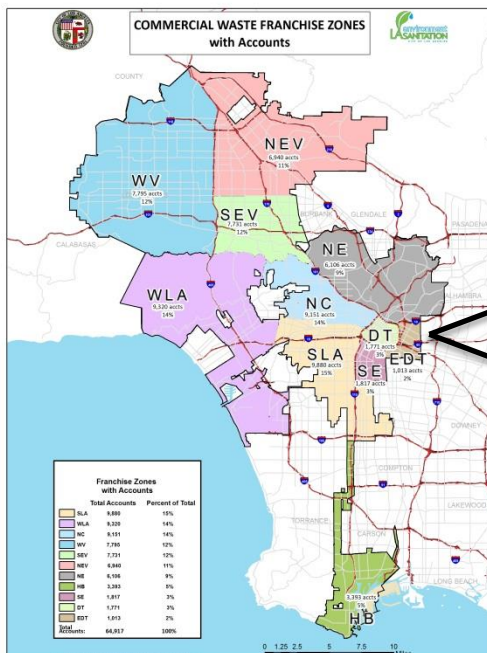 COMMERCIAL WASTE FRANCHISE ZONES
with Accounts
environment
LASANITATION
COUNTY
NEV
6,940 accts
11%
WV
7,795 accts
12%
SEV
7,731 accts
12%
BURBANK
GLENDALE
PASADENA
CALABASAS
NE
6,106 accts
9%
WLA
9,320 accts
14%
NC
9,151 accts
14%
ALHAMBRA
DT
1,771 accts
3%
SLA
9,880 accts
15%
EDT
1,013 accts
2%
SE
1,817 accts
3%
DOWNEY
COMPTON
LAKEWOOD
TORRANCE
CARSON
LONG BEACH
3,393 accts
5%
HB
Franchise Zones
with Accounts
Total Accounts Percent of Total
SLA 9,880 15%
WLA 9,320 14%
NC 9,151 14%
WV 7,795 12%
SEV 7,731 12%
NEV 6,940 11%
NE 6,106 9%
HB 3,393 5%
SE 1,817 3%
DT 1,771 3%
EDT 1,013 2%
Total
Accounts: 64,917 100%
0 1.25 2.5 5 7.5 10
Miles